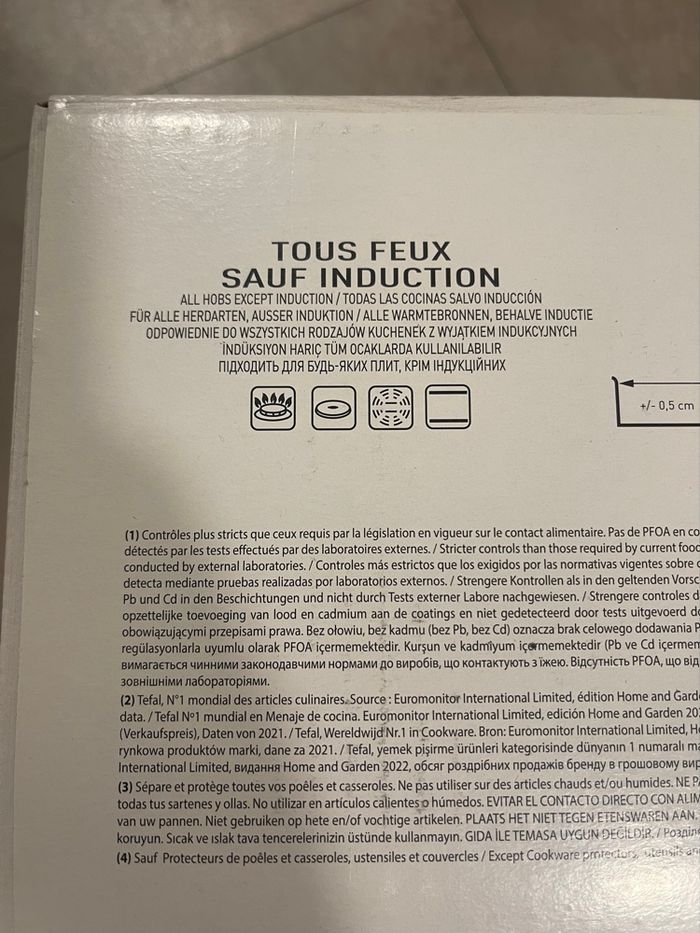 TOUS FEUX
SAUF INDUCTION
ALL HOBS EXCEPT INDUCTION / TODAS LAS COCINAS SALVO INDUCCIÓN
FÜR ALLE HERDARTEN, AUSSER INDUKTION / ALLE WARMTEBRONNEN, BEHALVE INDUCTIE
ODPOWIEDNIE DO WSZYSTKICH RODZAJÓW KUCHENEK Z WYJĄTKIEM INDUKCYJNYCH
İNDÜKSIYON HARIÇ TÜM OCAKLARDA KULLANILABILIR
ПІДХОДИТЬ ДЛЯ БУДЬ-ЯКИХ ПЛИТ, КРІМ ІНДУКЦІЙНИХ
+/- 0,5 cm
(1) Contrôles plus stricts que ceux requis par la législation en vigueur sur le contact alimentaire. Pas de PFOA en co
détectés par les tests effectués par des laboratoires externes. / Stricter controls than those required by current food
conducted by external laboratories. / Controles más estrictos que los exigidos por las normativas vigentes sobre
detecta mediante pruebas realizadas por laboratorios externos. / Strengere Kontrollen als in den geltenden Vorsc
Pb und Cd in den Beschichtungen und nicht durch Tests externer Labore nachgewiesen. / Strengere controles d
opzettelijke toevoeging van lood en cadmium aan de coatings en niet gedetecteerd door tests uitgevoerd do
obowiązującymi przepisami prawa. Bez ołowiu, bez kadmu (bez Pb, bez Cd) oznacza brak celowego dodawania P
regülasyonlarla uyumlu olarak PFOA içermemektedir. Kurşun ve kadmiyum içermemektedir (Pb ve Cd içermem
вимагається чинними законодавчими нормами до виробів, що контактують з їжею. Відсутність PFOA, що від
зовнішніми лабораторіями.
(2) Tefal, N°1 mondial des articles culinaires. Source : Euromonitor International Limited, édition Home and Gard
data. / Tefal Nº1 mundial en Menaje de cocina. Euromonitor International Limited, edición Home and Garden 20
(Verkaufspreis), Daten von 2021. / Tefal, Wereldwijd Nr.1 in Cookware. Bron: Euromonitor International Limited, H
rynkowa produktów marki, dane za 2021. / Tefal, yemek pişirme ürünleri kategorisinde dünyanın 1 numaralı ma
International Limited, видання Home and Garden 2022, обсяг роздрібних продажів бренду в грошовому вир
(3) Sépare et protège toutes vos poêles et casseroles. Ne pas utiliser sur des articles chauds et/ou humides. NE P
todas tus sartenes y ollas. No utilizar en artículos calientes o húmedos. EVITAR EL CONTACTO DIRECTO CON ALIM
van uw pannen. Niet gebruiken op hete en/of vochtige artikelen. PLAATS HET NIET TEGEN ETENSWAREN AAN.
koruyun. Sıcak ve ıslak tava tencerelerinizin üstünde kullanmayın. GIDA İLE TEMASA UYGUN DEĞİLDİR. / Розділ
(4) Sauf Protecteurs de poêles et casseroles, ustensiles et couvercles / Except Cookware protectors, utensils an